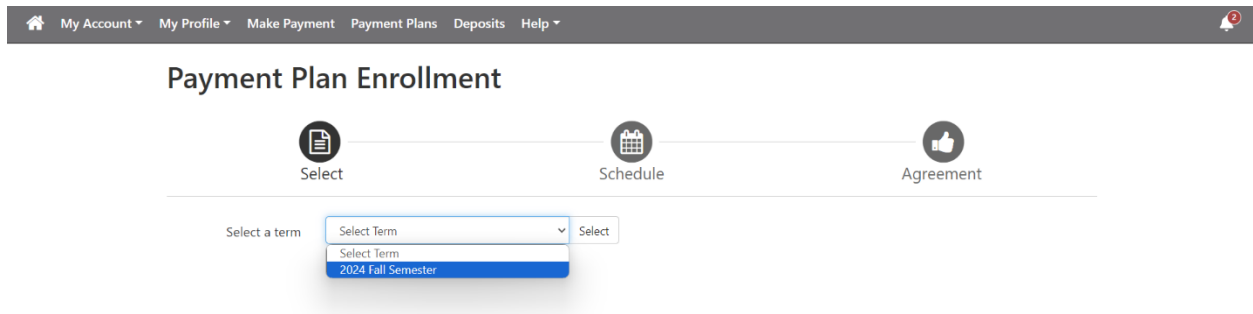 My Account My Profile Make Payment Payment Plans Deposits Help 2
Payment Plan Enrollment
Select Schedule Agreement
Select a term Select Term Select
Select Term
2024 Fall Semester